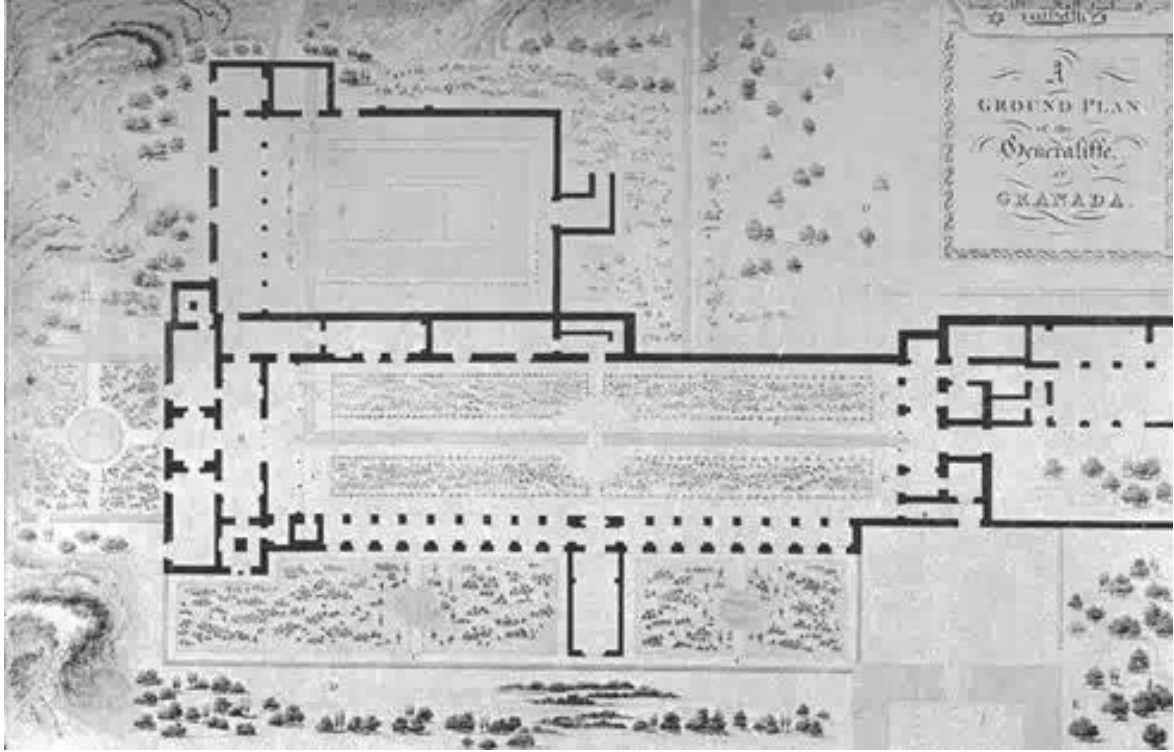 A
GROUND PLAN
of the
Generaliffe,
at
GRANADA.